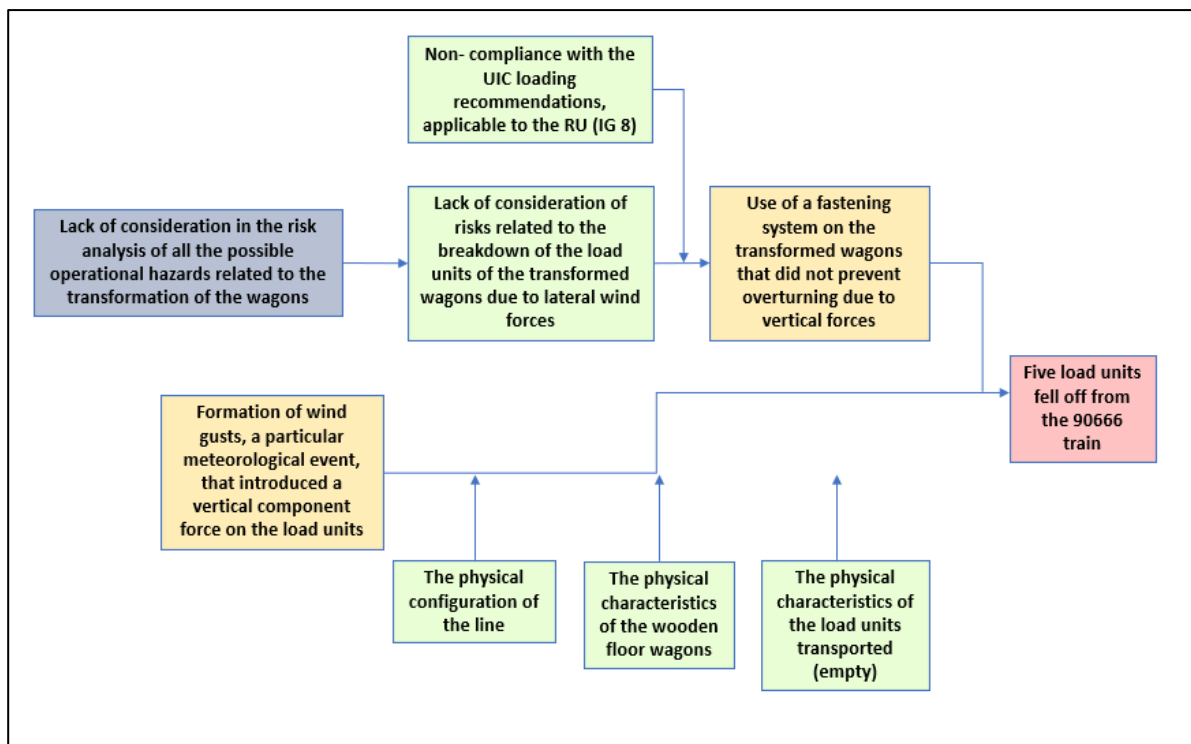 Non- compliance with the
UIC loading
recommendations,
applicable to the RU (IG 8)
Lack of consideration in the risk
analysis of all the possible
operational hazards related to the
transformation of the wagons
Lack of consideration of
risks related to the
breakdown of the load
units of the transformed
wagons due to lateral wind
forces
Use of a fastening
system on the
transformed wagons
that did not prevent
overturning due to
vertical forces
Five load units
fell off from
the 90666
train
Formation of wind
gusts, a particular
meteorological event,
that introduced a
vertical component
force on the load units
The physical
configuration of
the line
The physical
characteristics
of the wooden
floor wagons
The physical
characteristics of
the load units
transported
(empty)